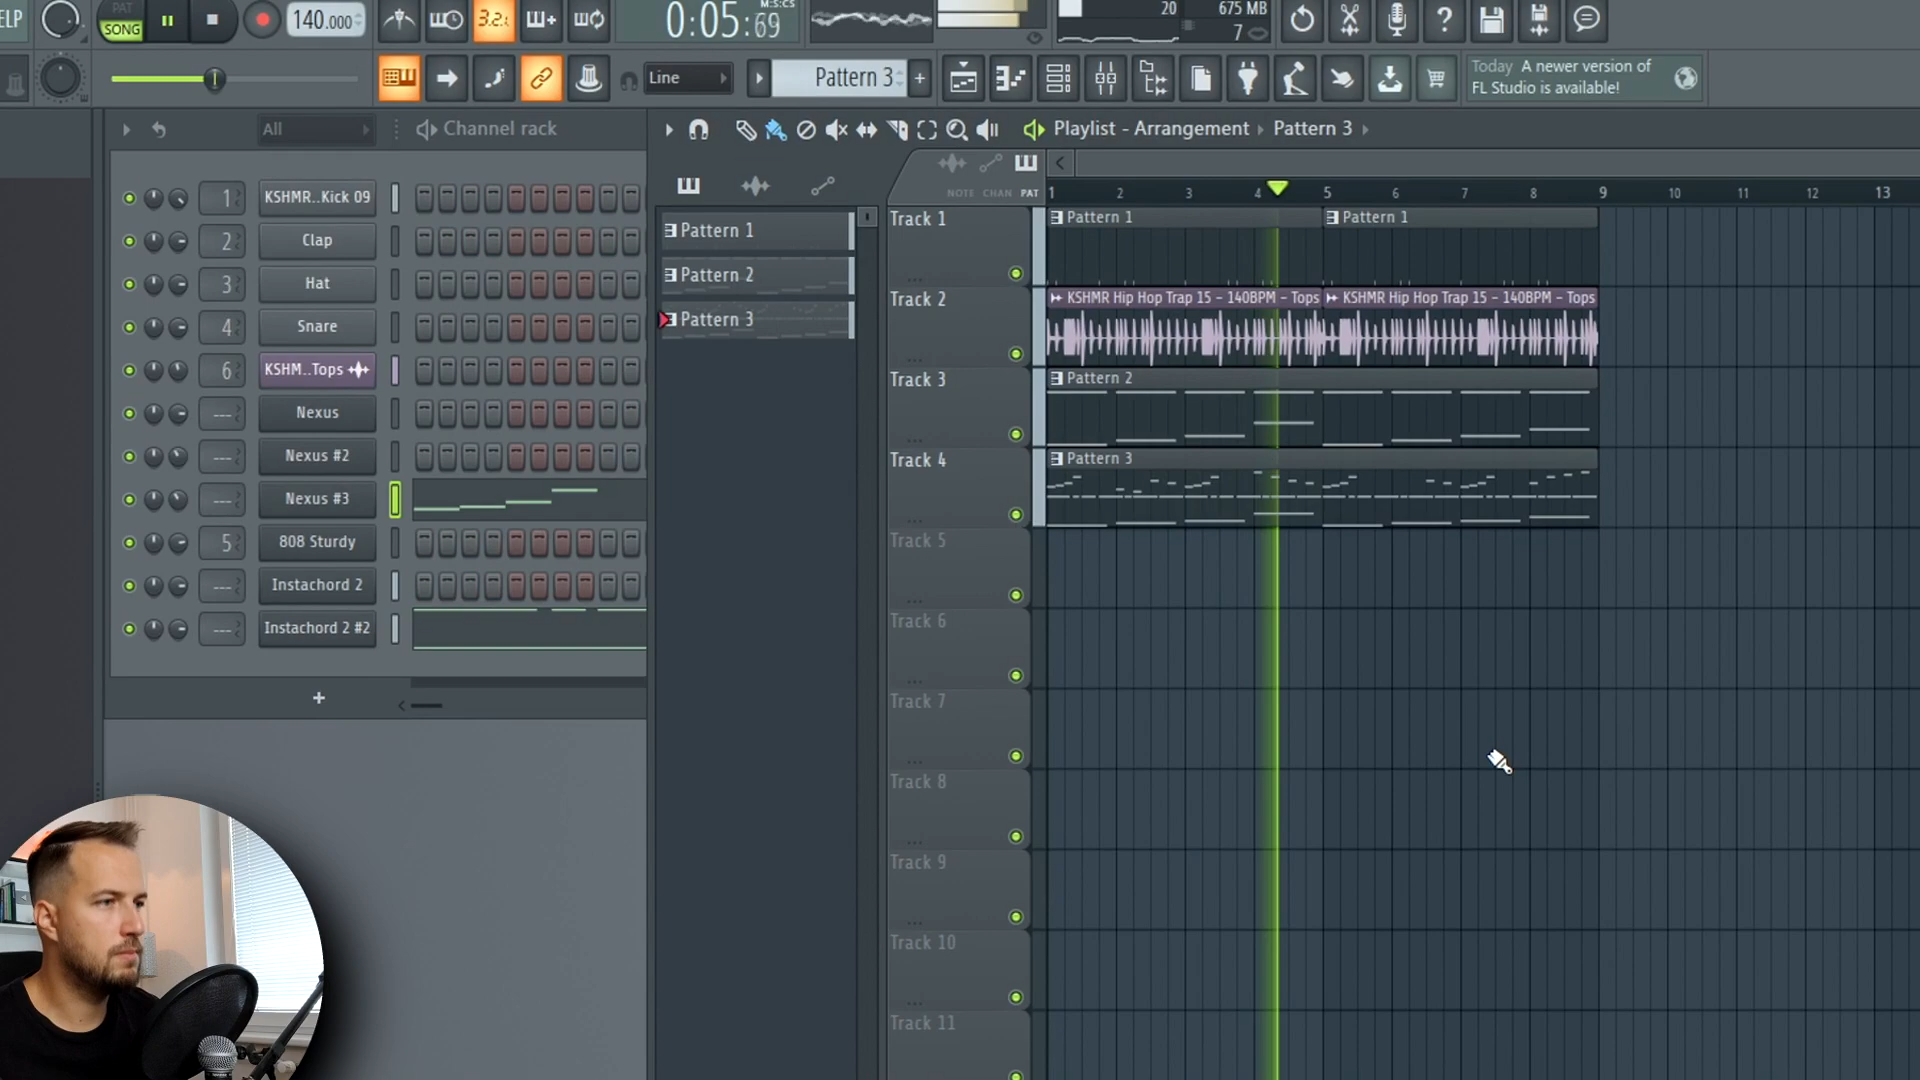 ELP
PAT
SONG
140.000
3.2.1
M:S:CS
0:05:69
20
675 MB
7
Line
Pattern 3
+
Today A newer version of
FL Studio is available!
All
Channel rack
Playlist - Arrangement
Pattern 3
NOTE CHAN PAT
1 2 3 4 5 6 7 8 9 10 11 12 13
1 KSHMR..Kick 09
2 Clap
3 Hat
4 Snare
6 KSHM..Tops
--- Nexus
--- Nexus #2
--- Nexus #3
5 808 Sturdy
--- Instachord 2
--- Instachord 2 #2
+
Pattern 1
Pattern 2
Pattern 3
Track 1
Pattern 1
Pattern 1
Track 2
KSHMR Hip Hop Trap 15 - 140BPM - Tops
KSHMR Hip Hop Trap 15 - 140BPM - Tops
Track 3
Pattern 2
Track 4
Pattern 3
Track 5
Track 6
Track 7
Track 8
Track 9
Track 10
Track 11